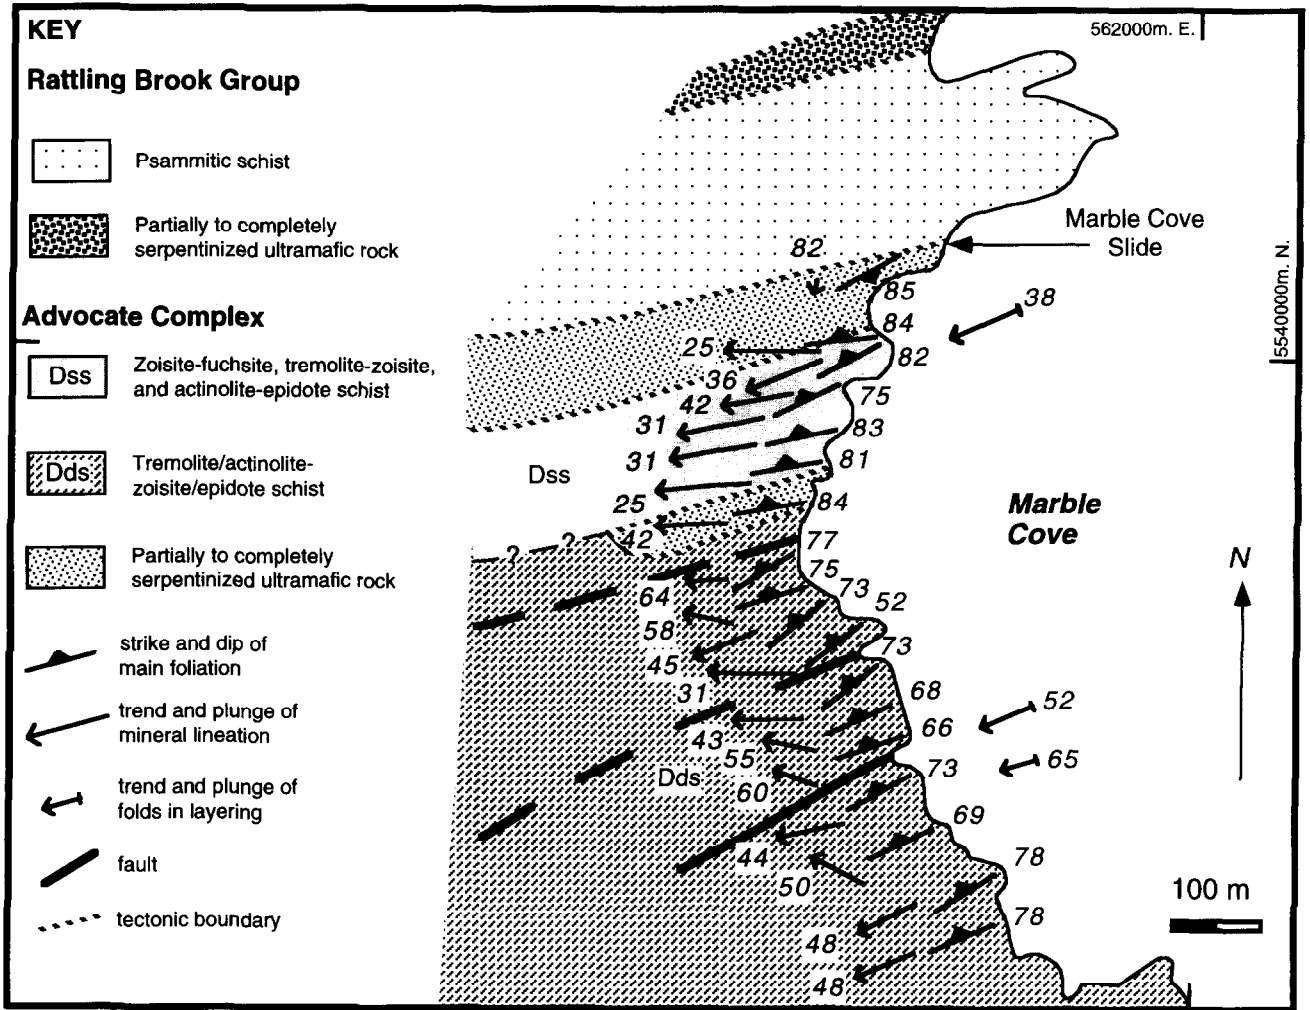 KEY
Rattling Brook Group
Psammitic schist
Partially to completely
serpentinized ultramafic rock
Advocate Complex
Dss
Zoisite-fuchsite, tremolite-zoisite,
and actinolite-epidote schist
Dds
Tremolite/actinolite-
zoisite/epidote schist
Partially to completely
serpentinized ultramafic rock
strike and dip of
main foliation
trend and plunge of
mineral lineation
trend and plunge of
folds in layering
fault
tectonic boundary
562000m. E.
Marble Cove
Slide
5540000m. N.
82
85
38
84
25
82
36
75
42
31
83
31
81
Dss
25
84
Marble
Cove
42
77
? ?
75
N
64
73
52
58
73
45
31
68
52
43
66
55
65
Dds
73
60
69
44
78
50
100 m
78
48
48